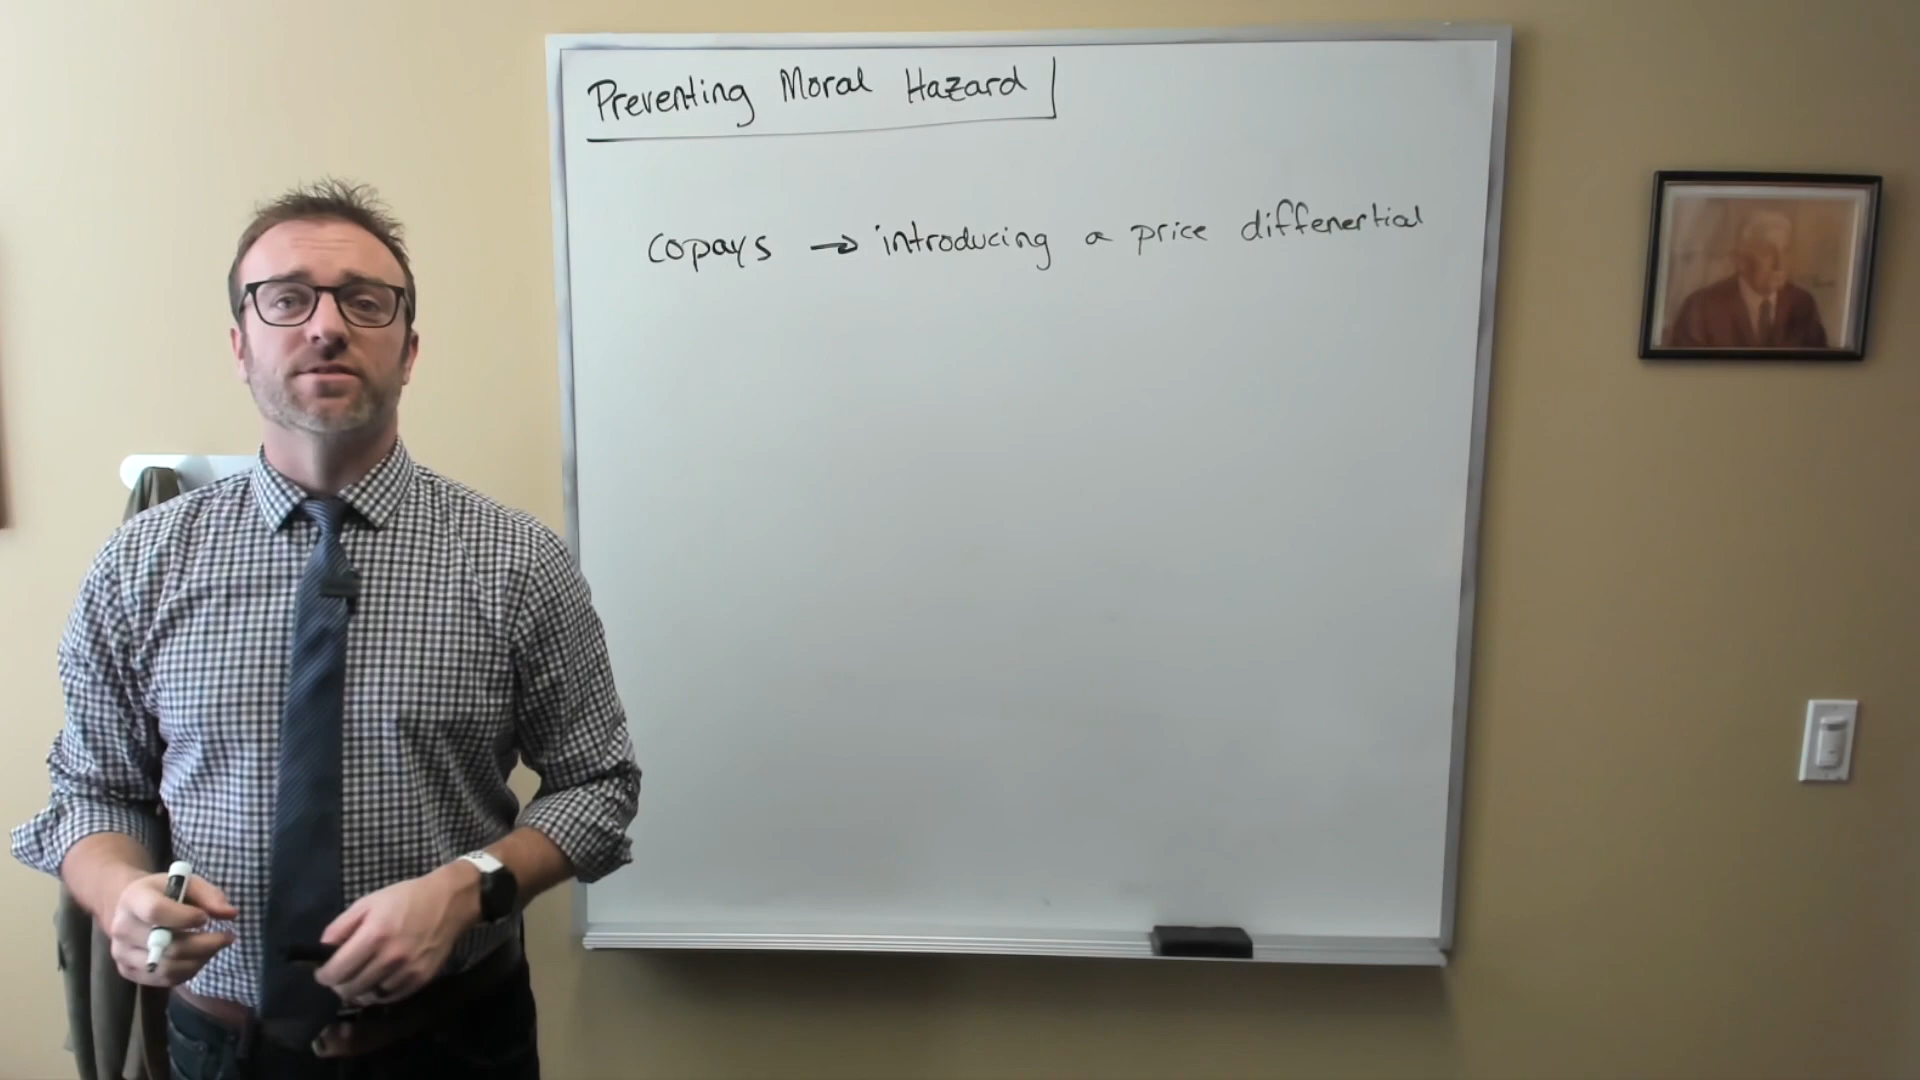 Preventing Moral Hazard
copays → introducing a price diffenertial